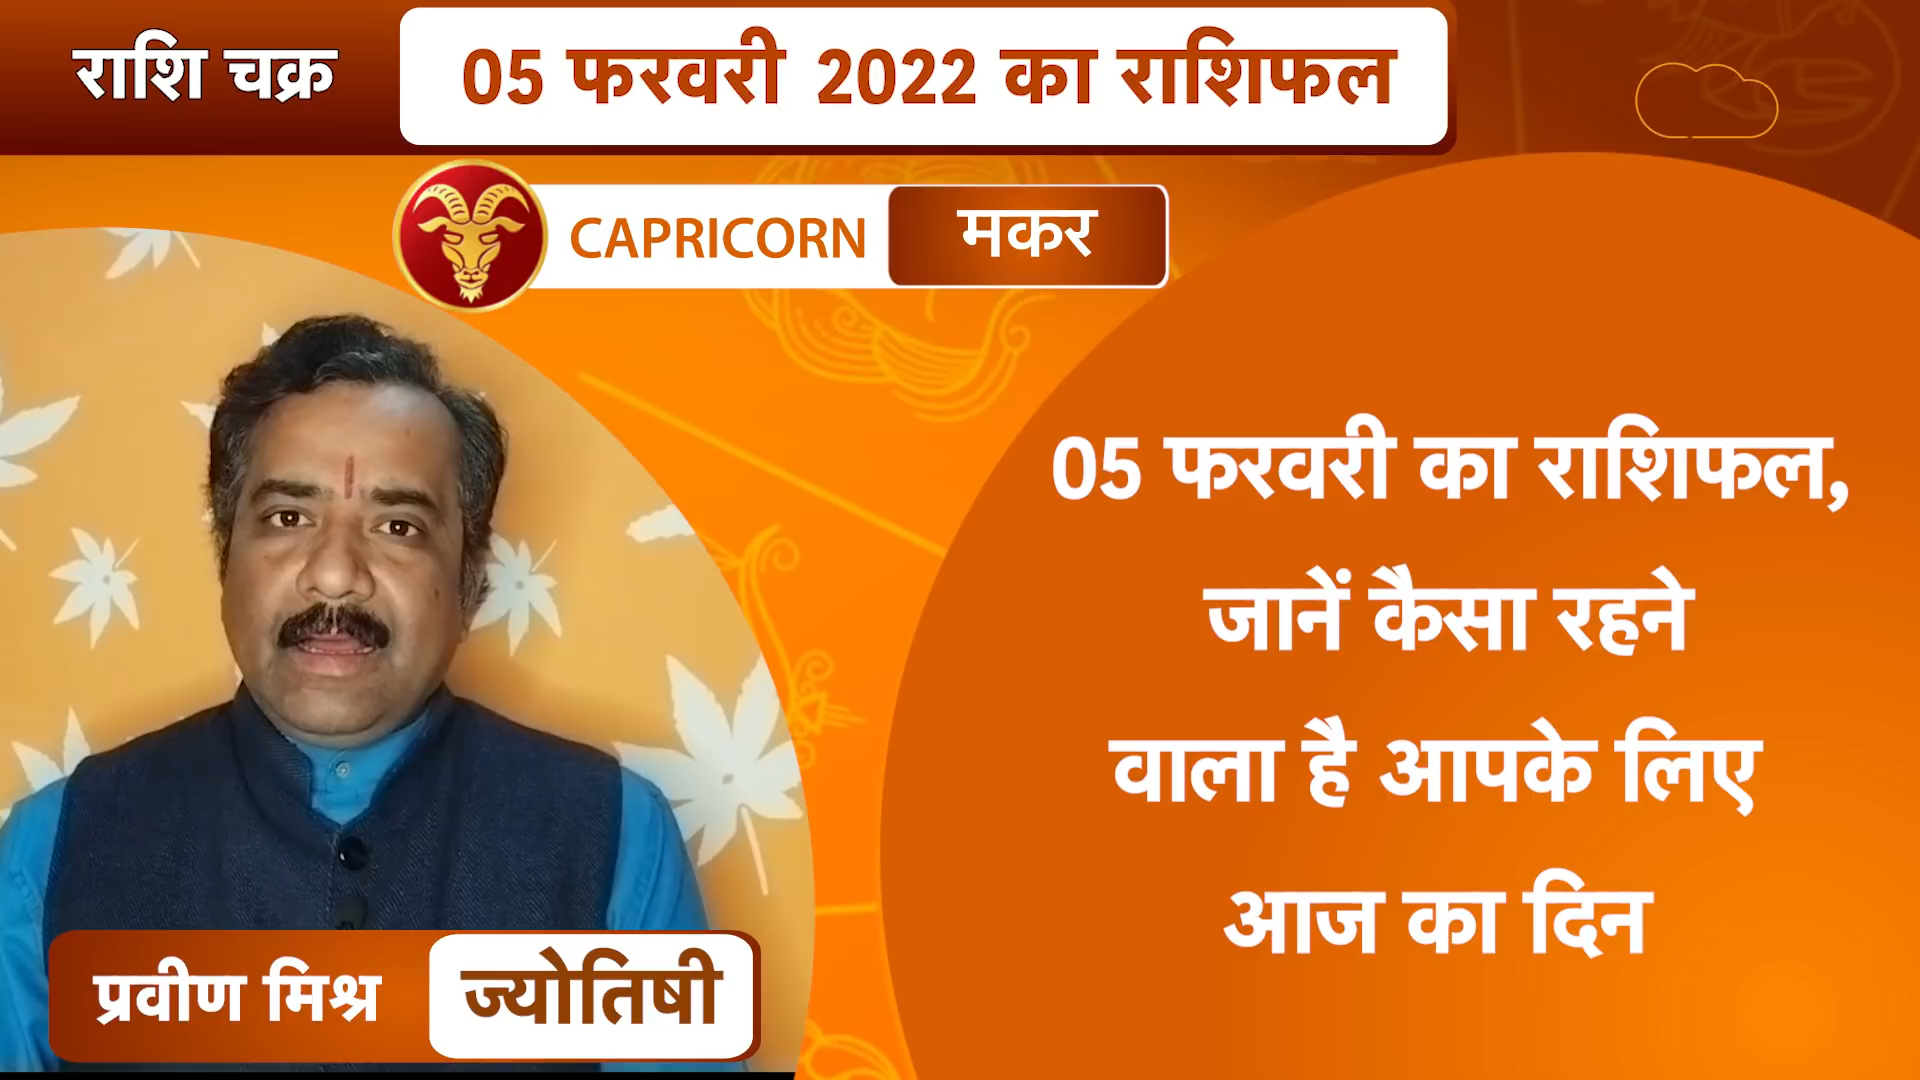 राशि चक्र
05 फरवरी 2022 का राशिफल
CAPRICORN
मकर
05 फरवरी का राशिफल,
जानें कैसा रहने
वाला है आपके लिए
आज का दिन
प्रवीण मिश्र
ज्योतिषी